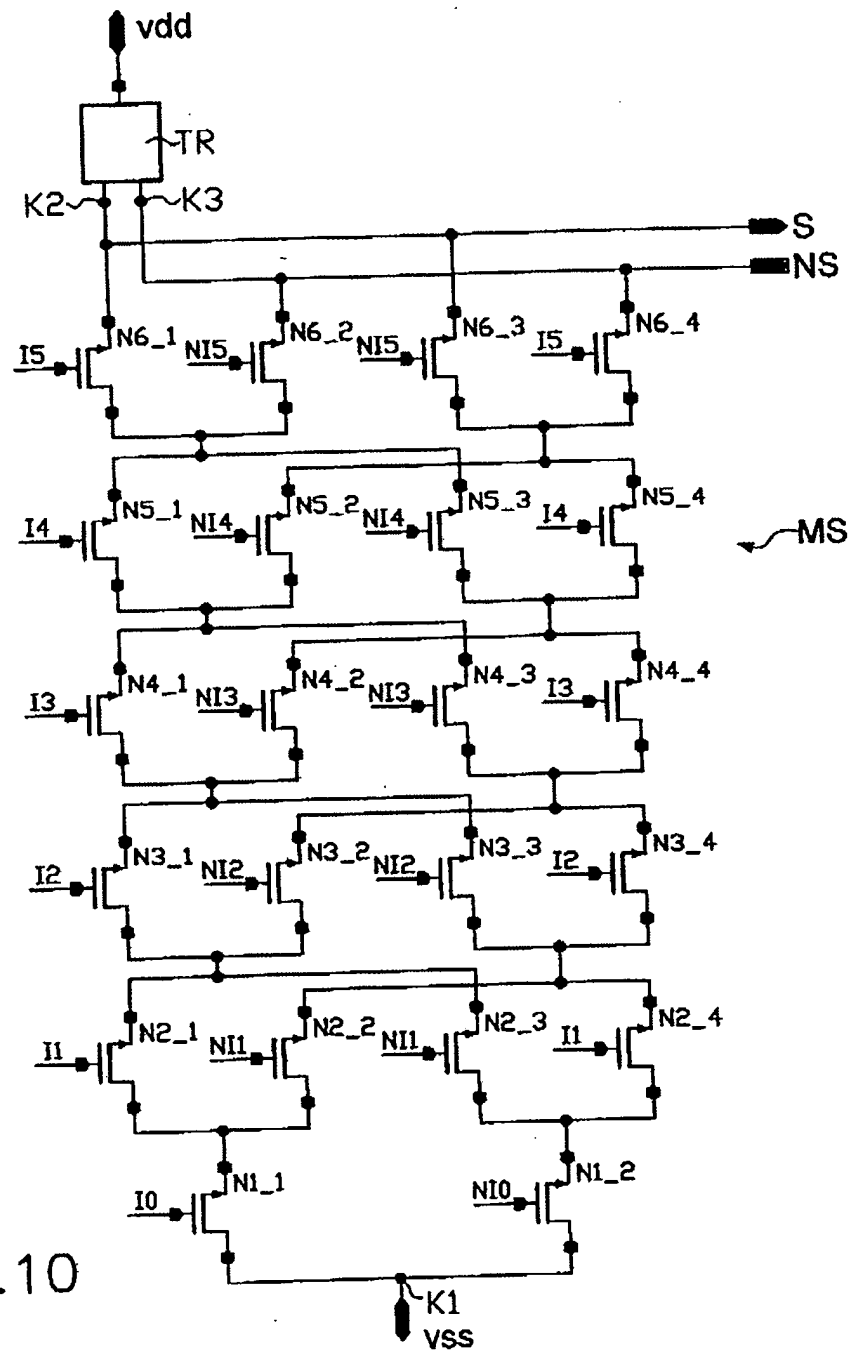 vdd
TR
K2 K3
S
NS
N6_1 N6_2 N6_3 N6_4
I5 NI5 NI5 I5
N5_1 N5_2 N5_3 N5_4
I4 NI4 NI4 I4
MS
N4_1 N4_2 N4_3 N4_4
I3 NI3 NI3 I3
N3_1 N3_2 N3_3 N3_4
I2 NI2 NI2 I2
N2_1 N2_2 N2_3 N2_4
I1 NI1 NI1 I1
N1_1 N1_2
I0 NI0
.10
K1
vss